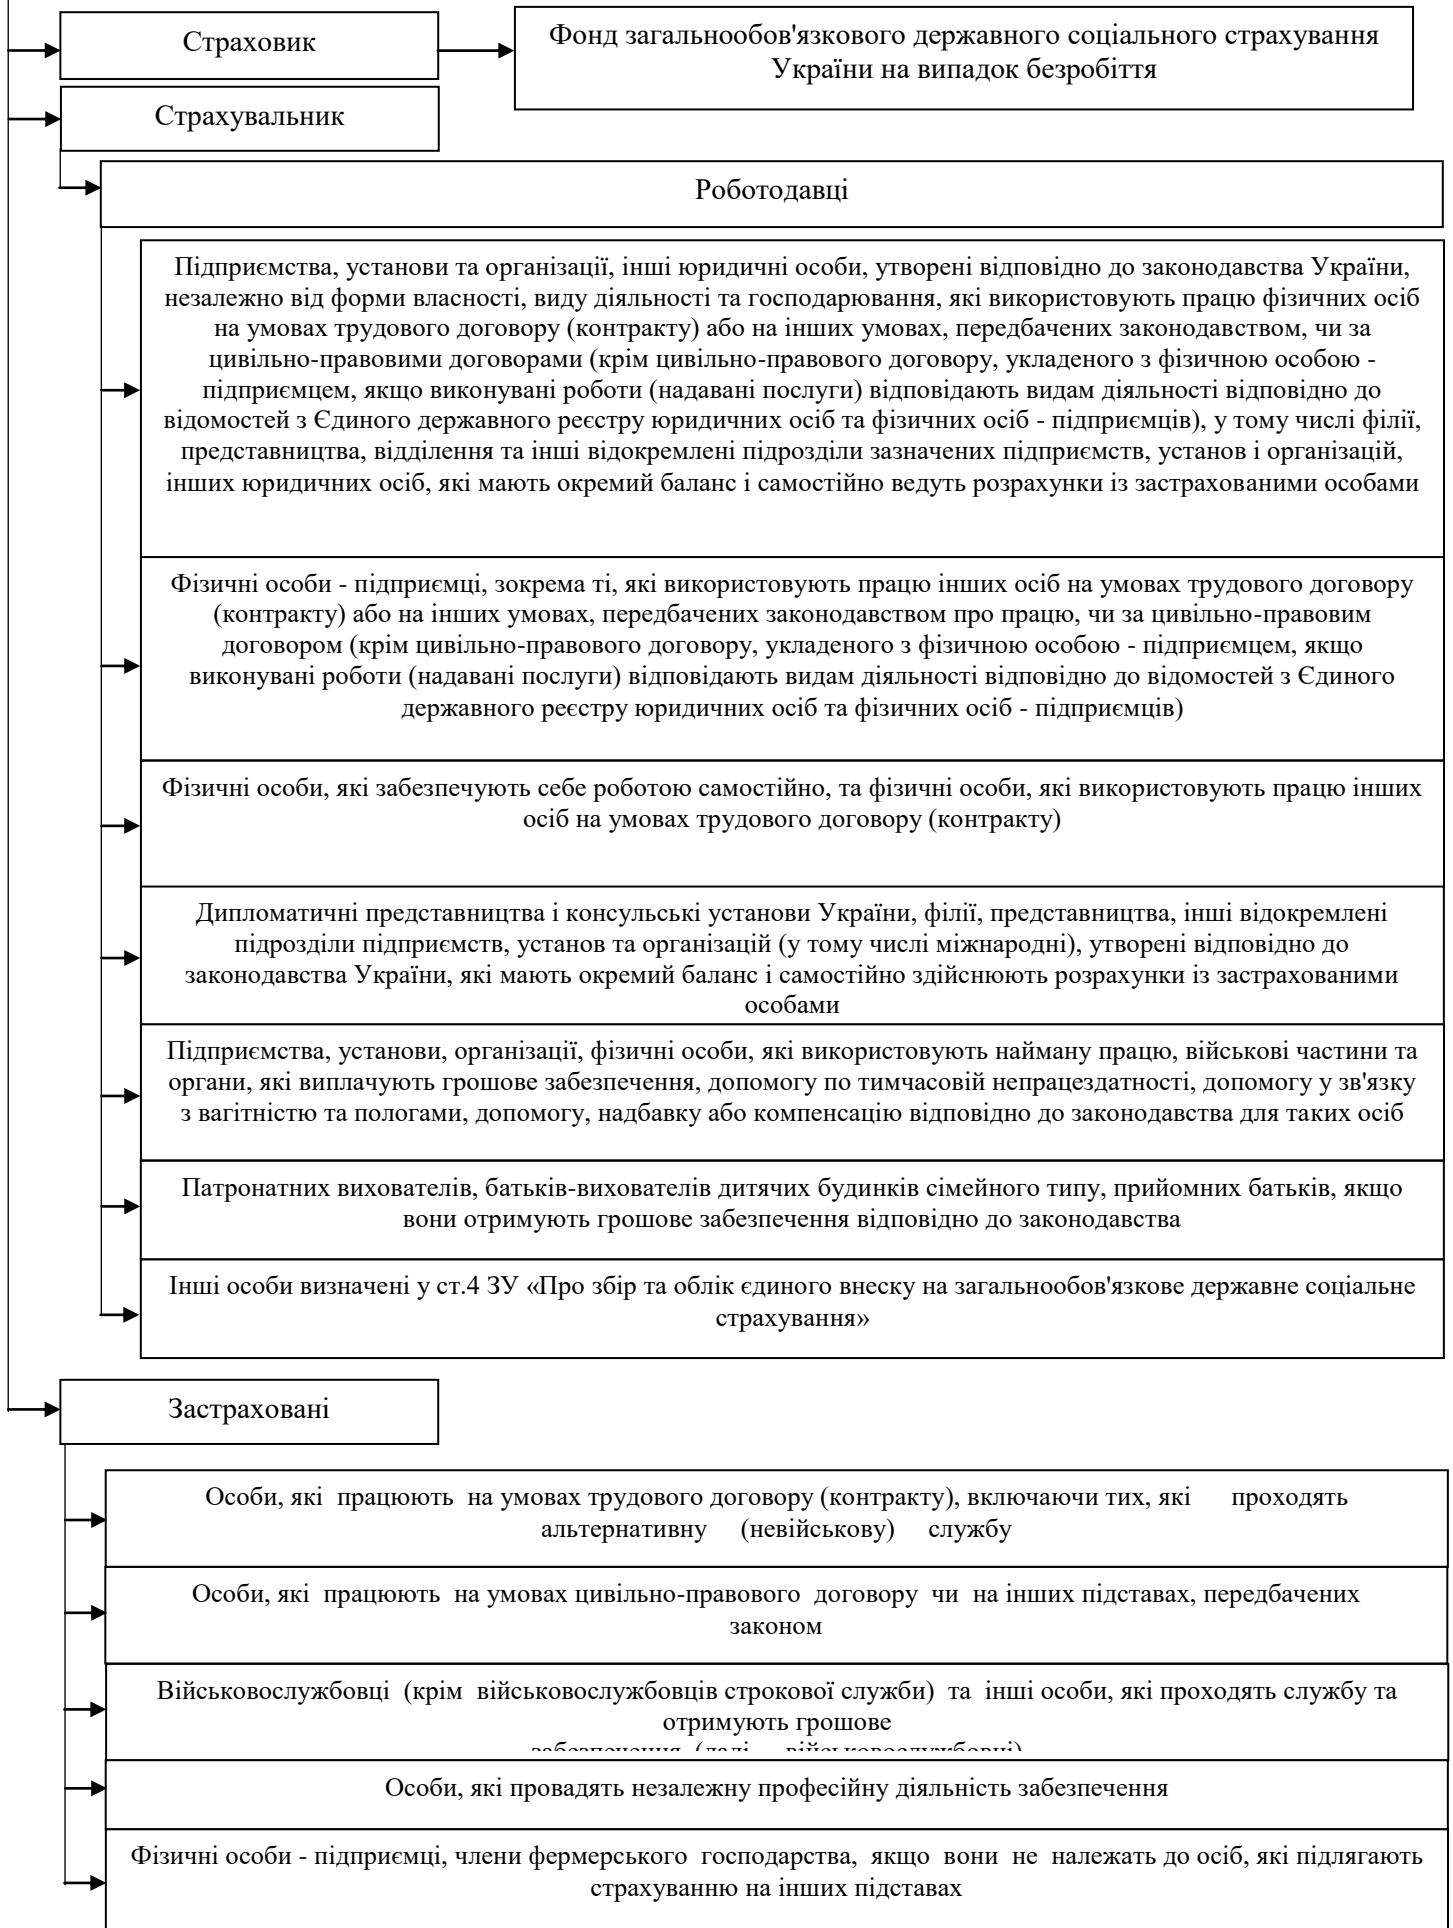 Страховик
Фонд загальнообов'язкового державного соціального страхування
України на випадок безробіття
Страхувальник
Роботодавці
Підприємства, установи та організації, інші юридичні особи, утворені відповідно до законодавства України,
незалежно від форми власності, виду діяльності та господарювання, які використовують працю фізичних осіб
на умовах трудового договору (контракту) або на інших умовах, передбачених законодавством, чи за
цивільно-правовими договорами (крім цивільно-правового договору, укладеного з фізичною особою -
підприємцем, якщо виконувані роботи (надавані послуги) відповідають видам діяльності відповідно до
відомостей з Єдиного державного реєстру юридичних осіб та фізичних осіб - підприємців), у тому числі філії,
представництва, відділення та інші відокремлені підрозділи зазначених підприємств, установ і організацій,
інших юридичних осіб, які мають окремий баланс і самостійно ведуть розрахунки із застрахованими особами
Фізичні особи - підприємці, зокрема ті, які використовують працю інших осіб на умовах трудового договору
(контракту) або на інших умовах, передбачених законодавством про працю, чи за цивільно-правовим
договором (крім цивільно-правового договору, укладеного з фізичною особою - підприємцем, якщо
виконувані роботи (надавані послуги) відповідають видам діяльності відповідно до відомостей з Єдиного
державного реєстру юридичних осіб та фізичних осіб - підприємців)
Фізичні особи, які забезпечують себе роботою самостійно, та фізичні особи, які використовують працю інших
осіб на умовах трудового договору (контракту)
Дипломатичні представництва і консульські установи України, філії, представництва, інші відокремлені
підрозділи підприємств, установ та організацій (у тому числі міжнародні), утворені відповідно до
законодавства України, які мають окремий баланс і самостійно здійснюють розрахунки із застрахованими
особами
Підприємства, установи, організації, фізичні особи, які використовують найману працю, військові частини та
органи, які виплачують грошове забезпечення, допомогу по тимчасовій непрацездатності, допомогу у зв'язку
з вагітністю та пологами, допомогу, надбавку або компенсацію відповідно до законодавства для таких осіб
Патронатних вихователів, батьків-вихователів дитячих будинків сімейного типу, прийомних батьків, якщо
вони отримують грошове забезпечення відповідно до законодавства
Інші особи визначені у ст.4 ЗУ «Про збір та облік єдиного внеску на загальнообов'язкове державне соціальне
страхування»
Застраховані
Особи, які працюють на умовах трудового договору (контракту), включаючи тих, які проходять
альтернативну (невійськову) службу
Особи, які працюють на умовах цивільно-правового договору чи на інших підставах, передбачених
законом
Військовослужбовці (крім військовослужбовців строкової служби) та інші особи, які проходять службу та
отримують грошове
забезпечення (далі - військовослужбовці)
Особи, які провадять незалежну професійну діяльність забезпечення
Фізичні особи - підприємці, члени фермерського господарства, якщо вони не належать до осіб, які підлягають
страхуванню на інших підставах